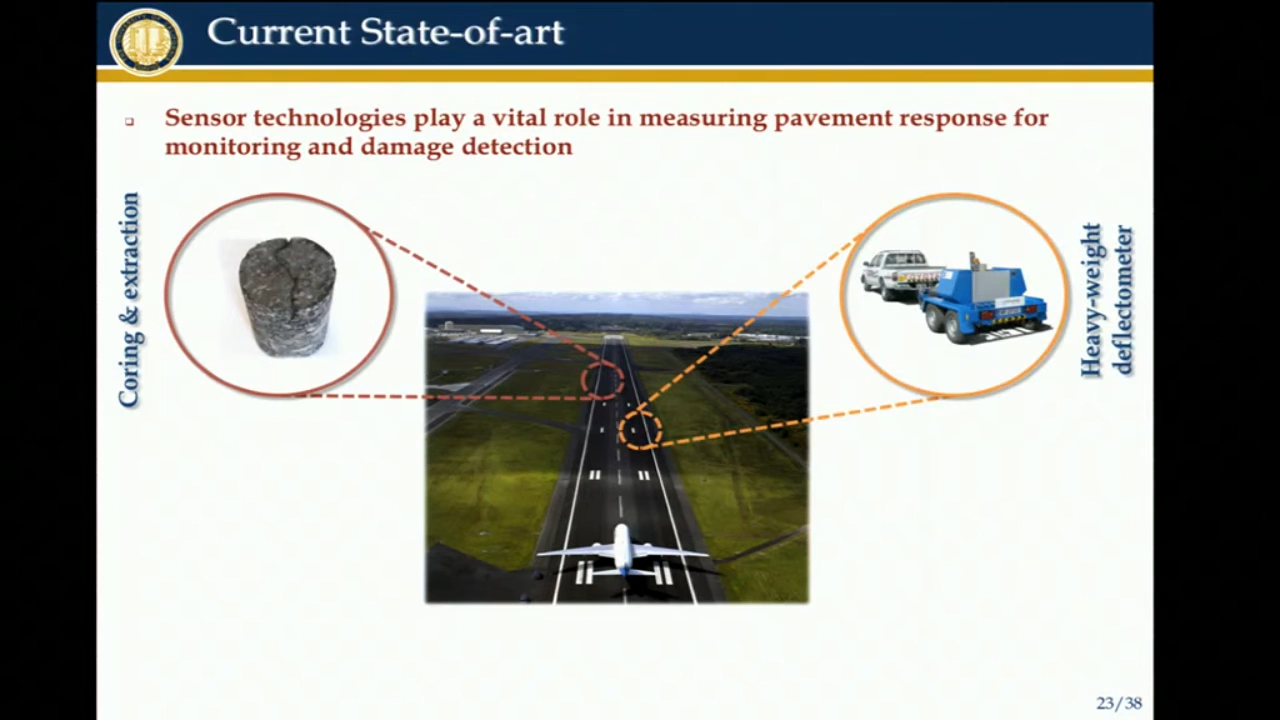 Current State-of-art
Sensor technologies play a vital role in measuring pavement response for
monitoring and damage detection
Coring & extraction
Heavy-weight
deflectometer
23/38